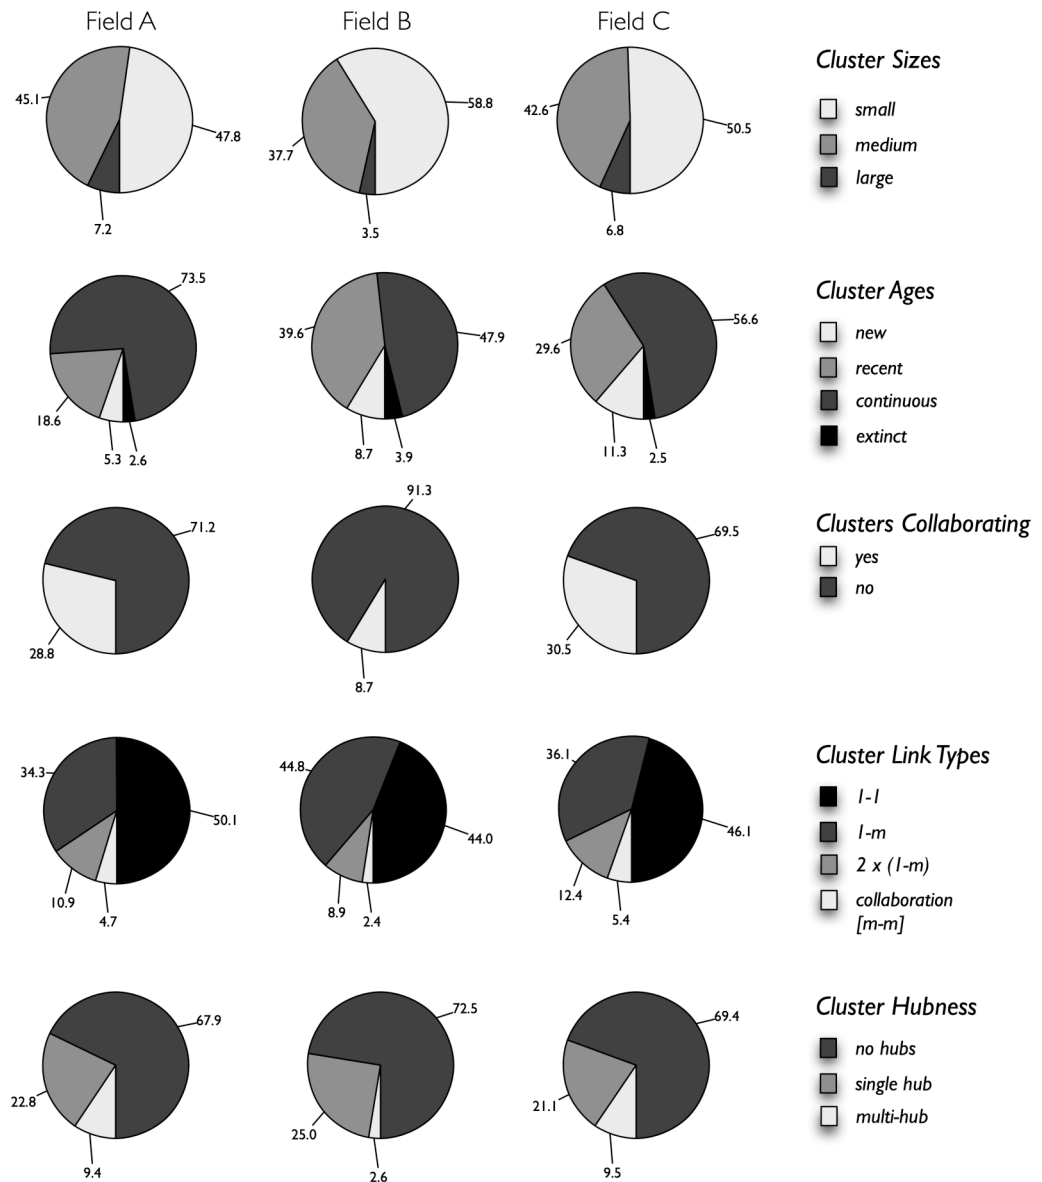 Field A
Field B
Field C
Cluster Sizes
small
medium
large
45.1
47.8
7.2
58.8
37.7
3.5
42.6
50.5
6.8
Cluster Ages
new
recent
continuous
extinct
73.5
18.6
5.3
2.6
39.6
47.9
8.7
3.9
56.6
29.6
11.3
2.5
Clusters Collaborating
yes
no
71.2
28.8
91.3
8.7
69.5
30.5
Cluster Link Types
1-1
1-m
2 x (1-m)
collaboration
[m-m]
34.3
50.1
10.9
4.7
44.8
44.0
8.9
2.4
36.1
46.1
12.4
5.4
Cluster Hubness
no hubs
single hub
multi-hub
67.9
22.8
9.4
72.5
25.0
2.6
69.4
21.1
9.5